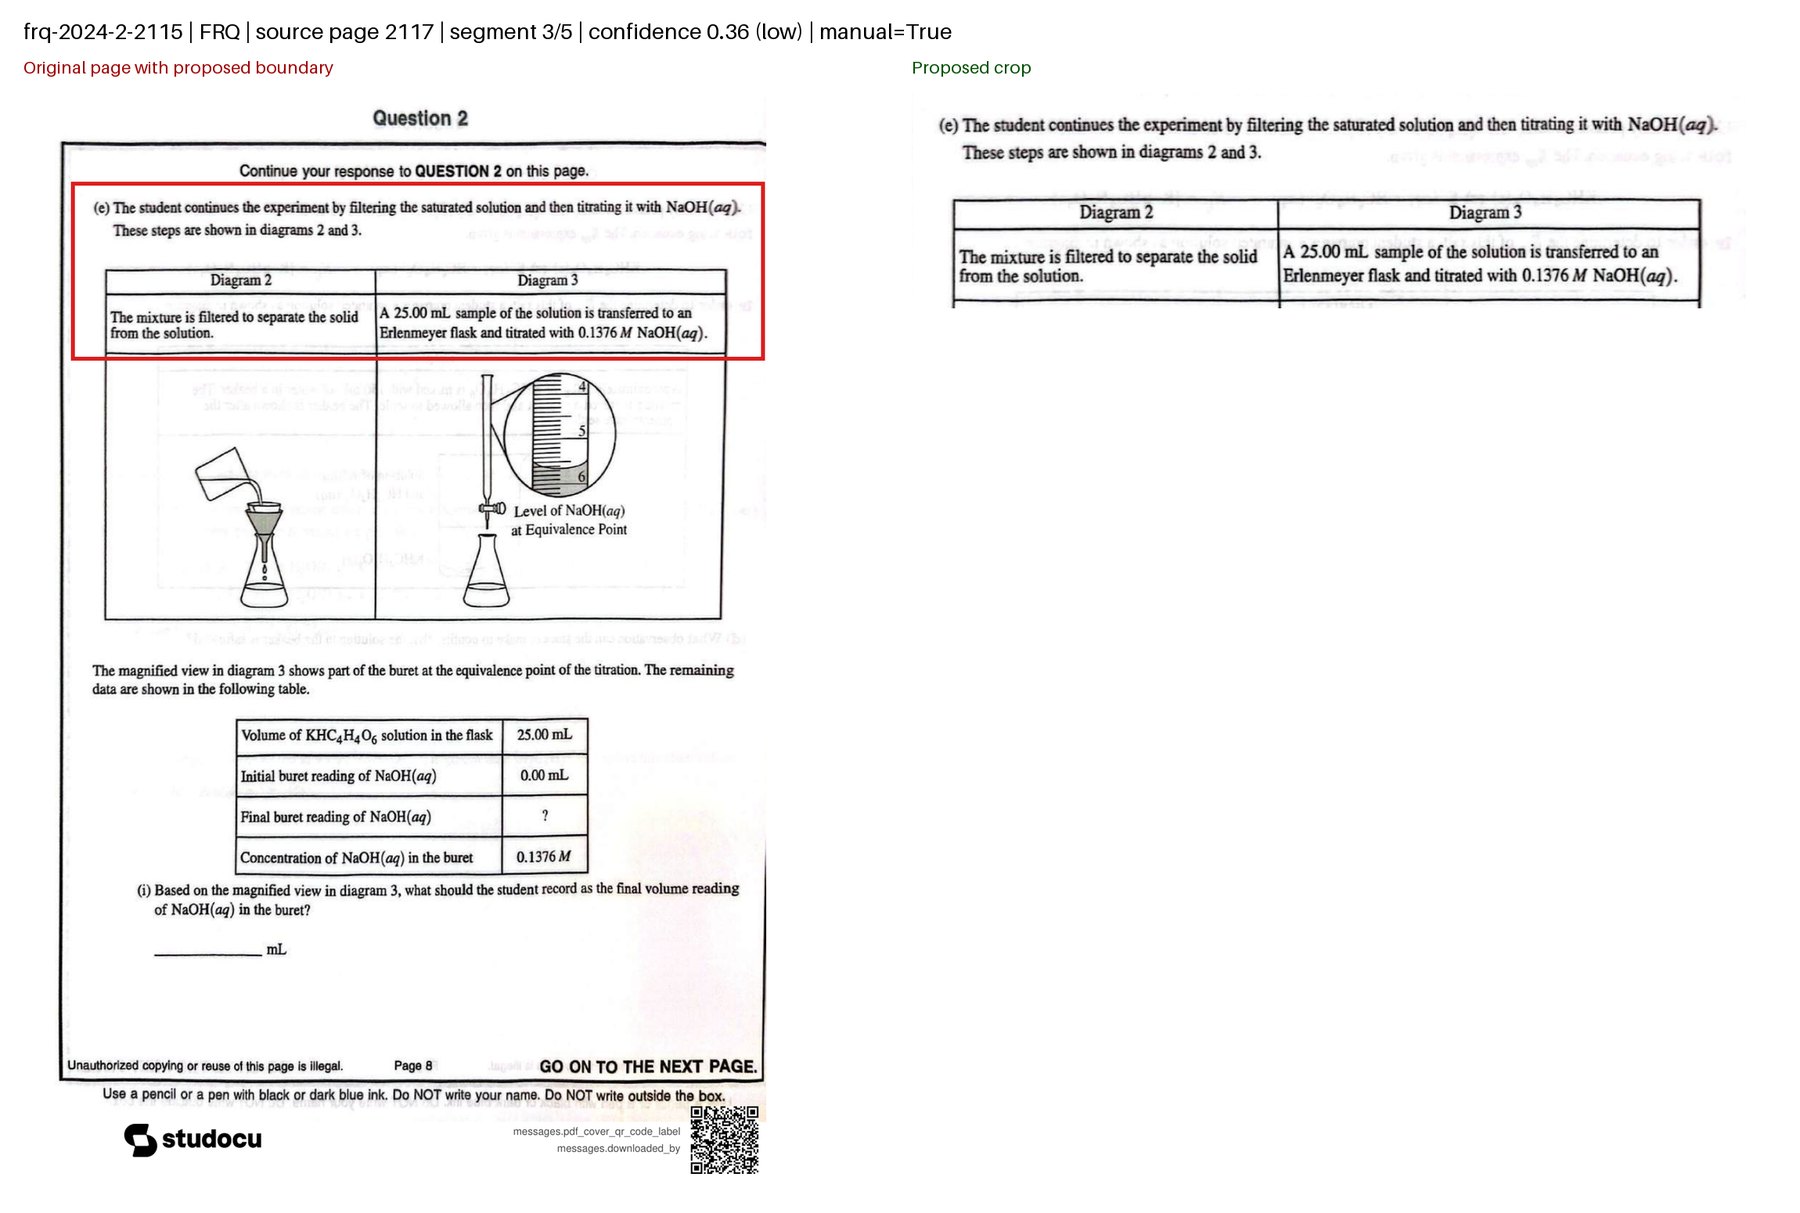 frq-2024-2-2115 | FRQ | source page 2117 | segment 3/5 | confidence 0.36 (low) | manual=True
Original page with proposed boundary
Proposed crop
Question 2
Continue your response to QUESTION 2 on this page.
(e) The student continues the experiment by filtering the saturated solution and then titrating it with NaOH(aq).
These steps are shown in diagrams 2 and 3.
Diagram 2
Diagram 3
The mixture is filtered to separate the solid
from the solution.
A 25.00 mL sample of the solution is transferred to an
Erlenmeyer flask and titrated with 0.1376 M NaOH(aq).
4
5
6
Level of NaOH(aq)
at Equivalence Point
The magnified view in diagram 3 shows part of the buret at the equivalence point of the titration. The remaining
data are shown in the following table.
Volume of KHC₄H₄O₆ solution in the flask 25.00 mL
Initial buret reading of NaOH(aq) 0.00 mL
Final buret reading of NaOH(aq) ?
Concentration of NaOH(aq) in the buret 0.1376 M
(i) Based on the magnified view in diagram 3, what should the student record as the final volume reading
of NaOH(aq) in the buret?
mL
Unauthorized copying or reuse of this page is illegal. Page 8 GO ON TO THE NEXT PAGE.
Use a pencil or a pen with black or dark blue ink. Do NOT write your name. Do NOT write outside the box.
studocu
messages.pdf_cover_qr_code_label
messages.downloaded_by
(e) The student continues the experiment by filtering the saturated solution and then titrating it with NaOH(aq).
These steps are shown in diagrams 2 and 3.
Diagram 2
Diagram 3
The mixture is filtered to separate the solid
from the solution.
A 25.00 mL sample of the solution is transferred to an
Erlenmeyer flask and titrated with 0.1376 M NaOH(aq).